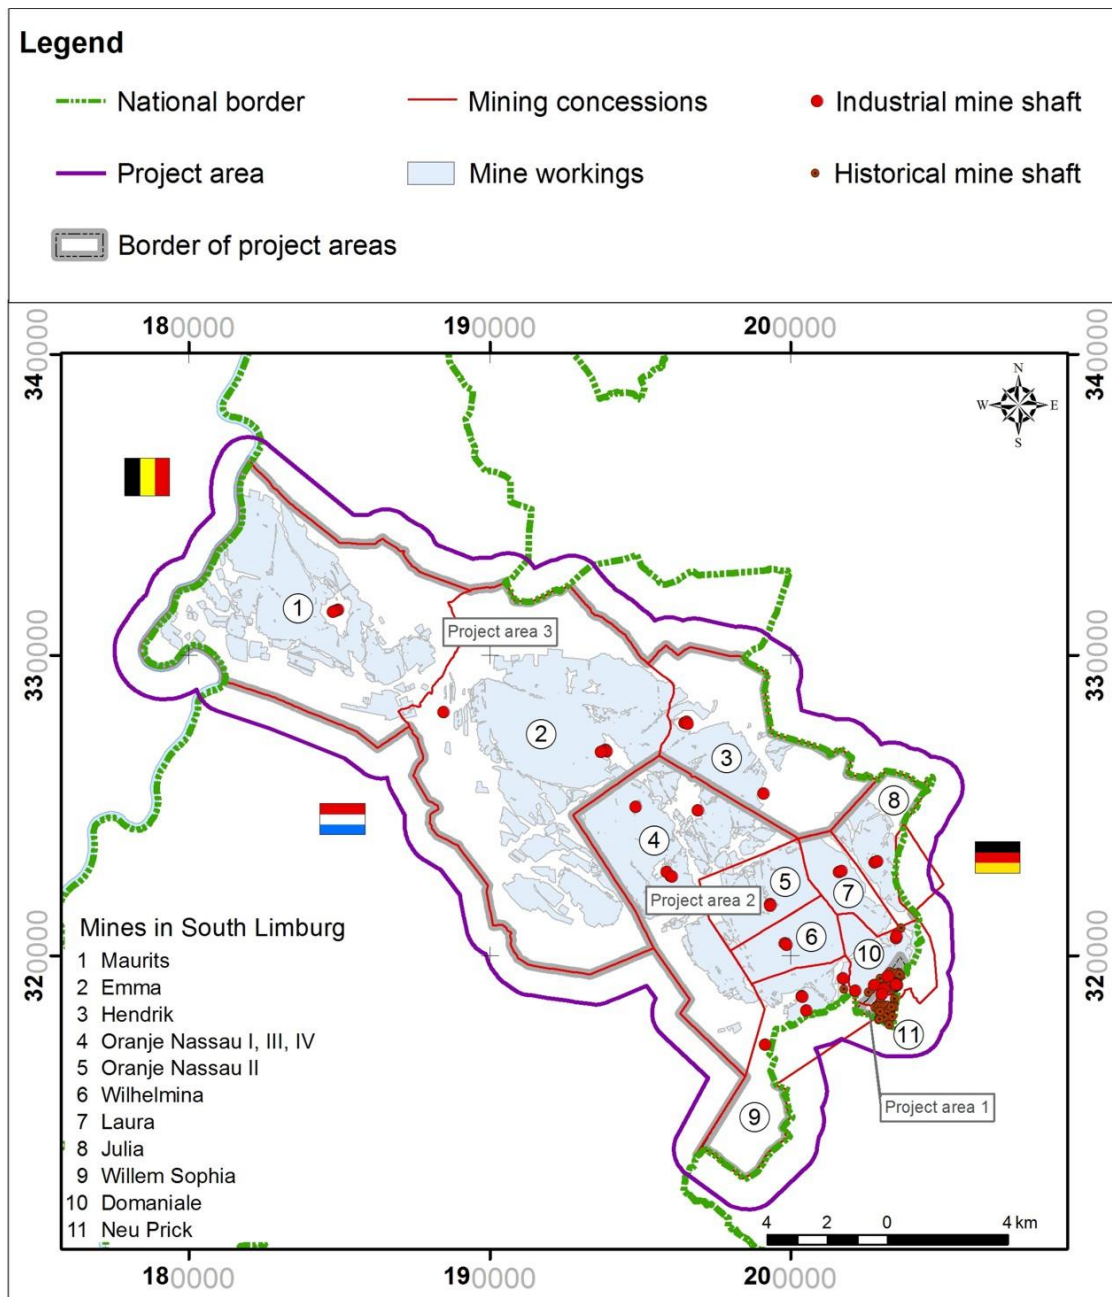 Legend
National border
Mining concessions
Industrial mine shaft
Project area
Mine workings
Historical mine shaft
Border of project areas
180000
190000
200000
340000
340000
N
W
E
S
1
Project area 3
330000
330000
2
3
8
4
5
7
Project area 2
6
10
320000
320000
11
Project area 1
9
Mines in South Limburg
1 Maurits
2 Emma
3 Hendrik
4 Oranje Nassau I, III, IV
5 Oranje Nassau II
6 Wilhelmina
7 Laura
8 Julia
9 Willem Sophia
10 Domaniale
11 Neu Prick
4 2 0 4 km
180000
190000
200000